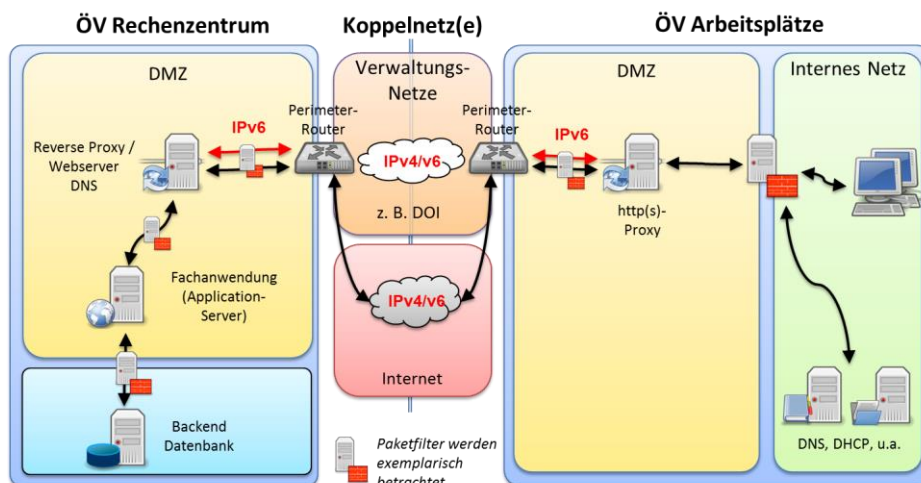 ÖV Rechenzentrum
Koppelnetz(e)
ÖV Arbeitsplätze
DMZ
Reverse Proxy /
Webserver
DNS
IPv6
Perimeter-
Router
Fachanwendung
(Application-
Server)
Backend
Datenbank
Verwaltungs-
Netze
IPv4/v6
z. B. DOI
IPv4/v6
Internet
Paketfilter werden
exemplarisch
betrachtet
Perimeter-
Router
DMZ
IPv6
http(s)-
Proxy
Internes Netz
DNS, DHCP, u.a.